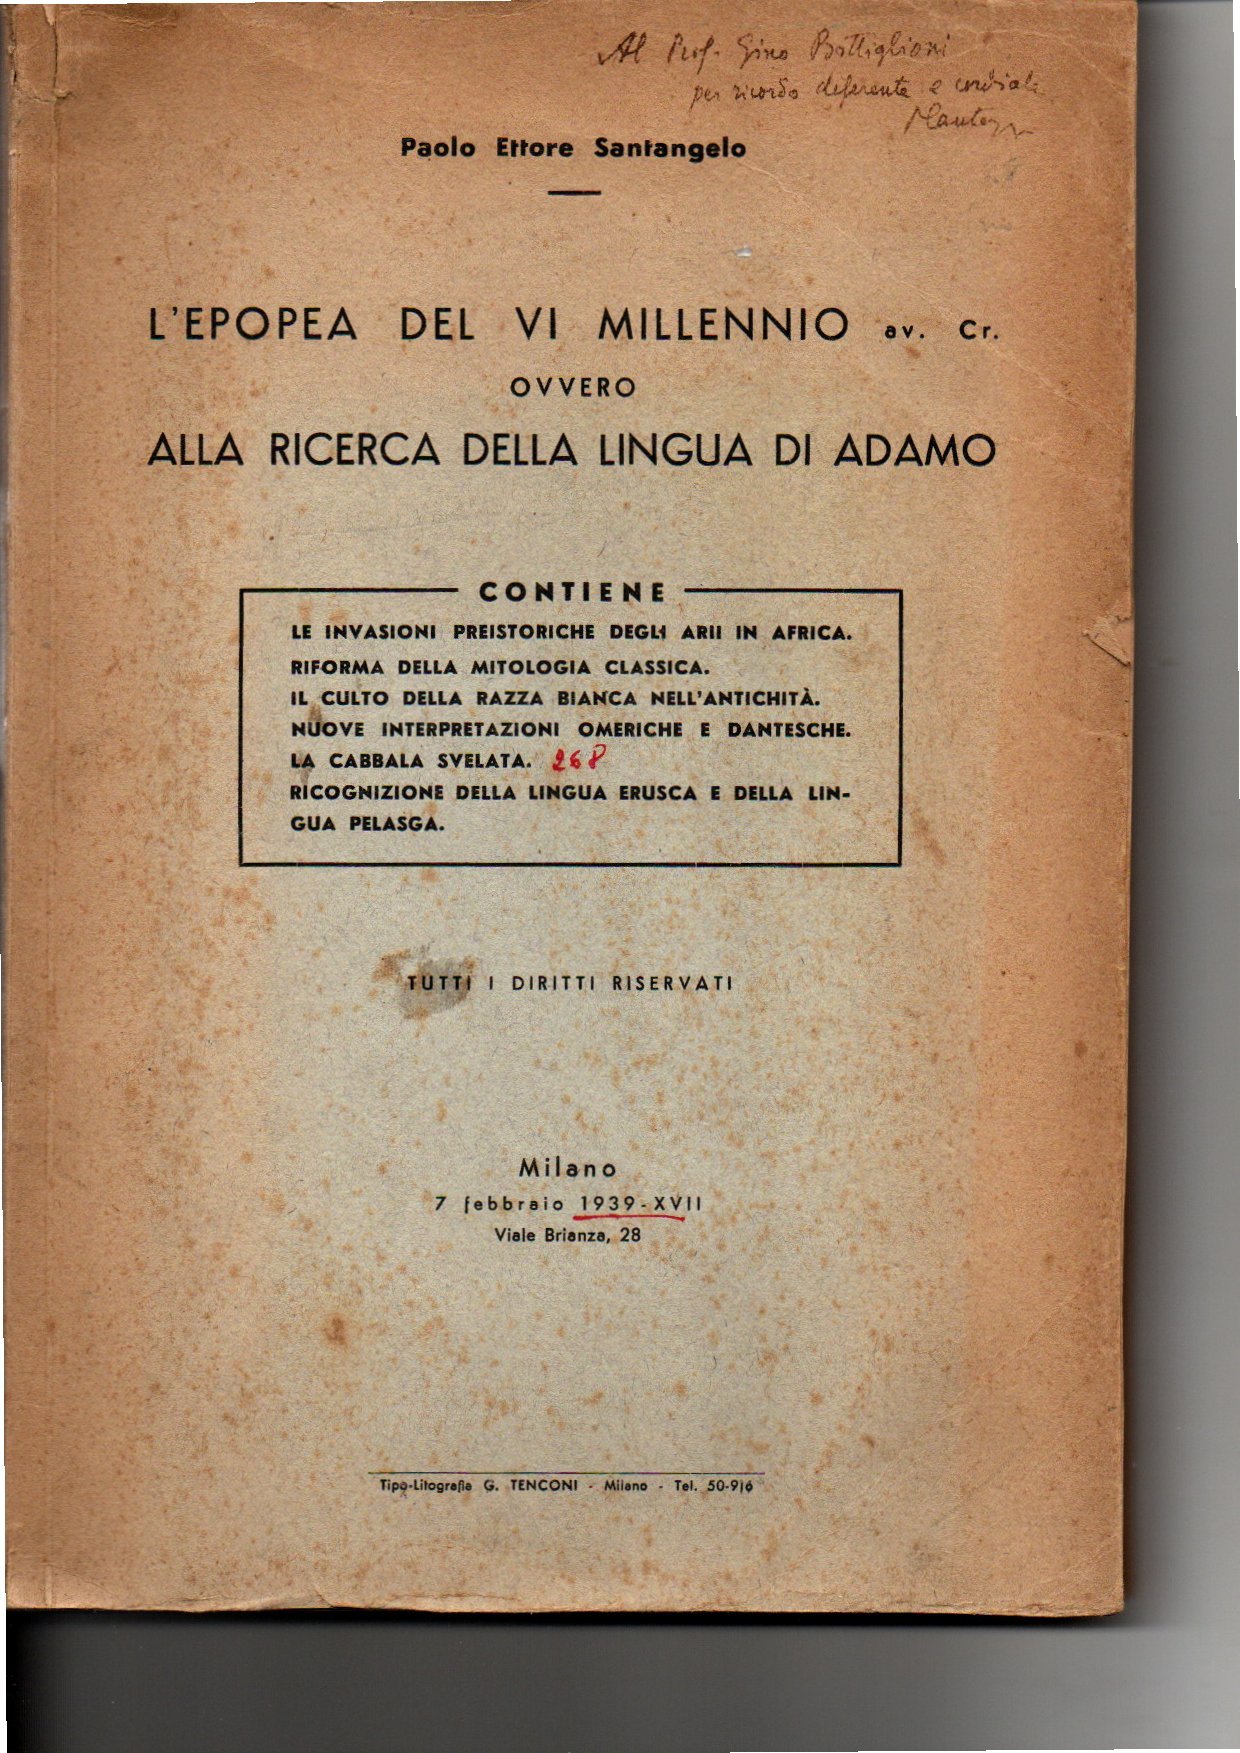 Al Prof. Gino Bottiglioni
per ricordo deferente e cordiale
Paolo Ettore Santangelo
L'EPOPEA DEL VI MILLENNIO av. Cr.
OVVERO
ALLA RICERCA DELLA LINGUA DI ADAMO
CONTIENE
LE INVASIONI PREISTORICHE DEGLI ARII IN AFRICA.
RIFORMA DELLA MITOLOGIA CLASSICA.
IL CULTO DELLA RAZZA BIANCA NELL'ANTICHITÀ.
NUOVE INTERPRETAZIONI OMERICHE E DANTESCHE.
LA CABBALA SVELATA. 268
RICOGNIZIONE DELLA LINGUA ERUSCA E DELLA LIN-
GUA PELASGA.
TUTTI I DIRITTI RISERVATI
Milano
7 febbraio 1939-XVII
Viale Brianza, 28
Tipo-Litografia G. TENCONI - Milano - Tel. 50-916